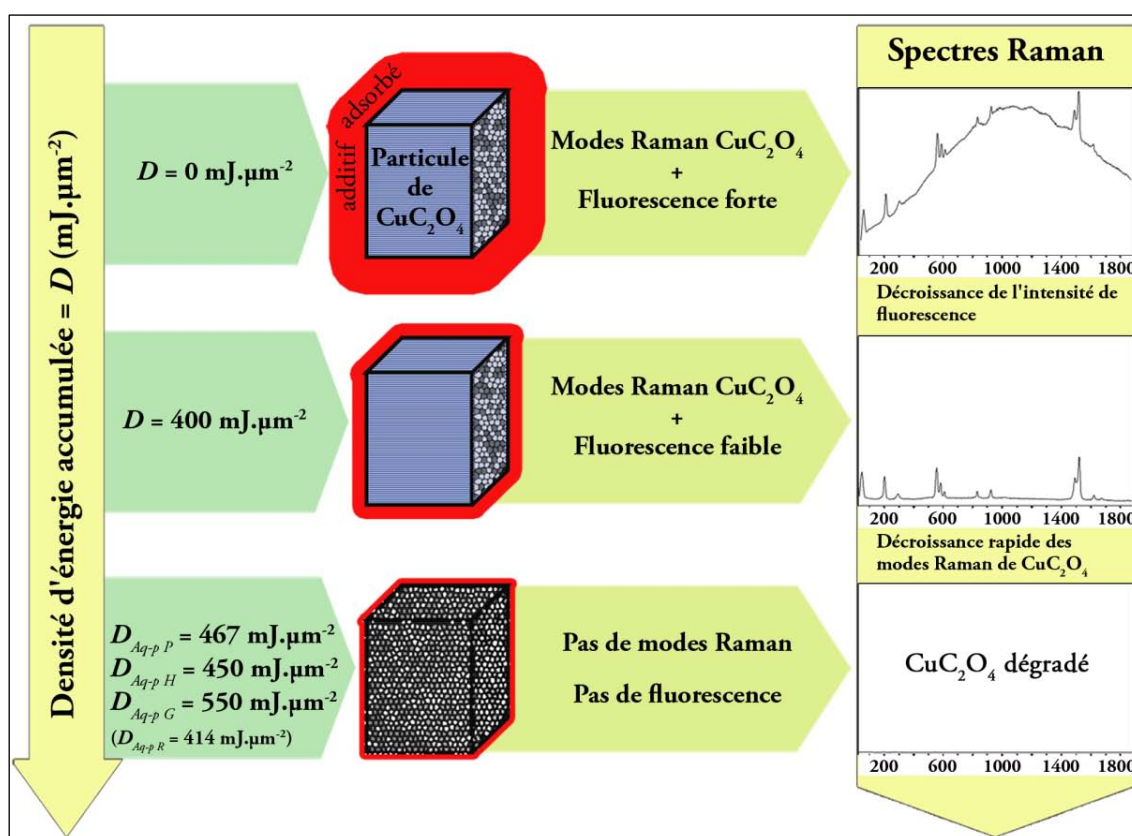 Densité d'énergie accumulée = D (mJ.µm⁻²)
D = 0 mJ.µm⁻²
additif adsorbé
Particule
de
CuC₂O₄
Modes Raman CuC₂O₄
+
Fluorescence forte
Spectres Raman
200 600 1000 1400 1800
Décroissance de l'intensité de
fluorescence
D = 400 mJ.µm⁻²
Modes Raman CuC₂O₄
+
Fluorescence faible
200 600 1000 1400 1800
Décroissance rapide des
modes Raman de CuC₂O₄
D Aq-p P = 467 mJ.µm⁻²
D Aq-p H = 450 mJ.µm⁻²
D Aq-p G = 550 mJ.µm⁻²
(D Aq-p R = 414 mJ.µm⁻²)
Pas de modes Raman
Pas de fluorescence
CuC₂O₄ dégradé
200 600 1000 1400 1800